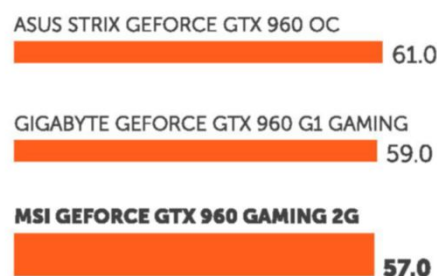 ASUS STRIX GEFORCE GTX 960 OC
61.0
GIGABYTE GEFORCE GTX 960 G1 GAMING
59.0
MSI GEFORCE GTX 960 GAMING 2G
57.0